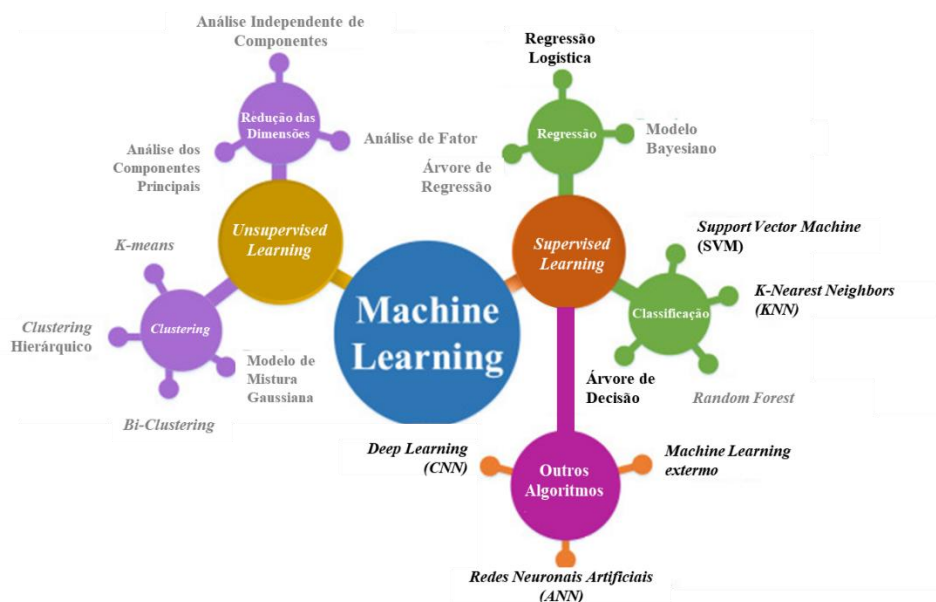 Análise Independente de
Componentes
Redução das
Dimensões
Análise dos
Componentes
Principais
Análise de Fator
Unsupervised
Learning
K-means
Clustering
Clustering
Hierárquico
Modelo de
Mistura
Gaussiana
Bi-Clustering
Machine
Learning
Regressão
Logística
Regressão
Modelo
Bayesiano
Árvore de
Regressão
Supervised
Learning
Support Vector Machine
(SVM)
K-Nearest Neighbors
(KNN)
Classificação
Árvore de
Decisão
Random Forest
Deep Learning
(CNN)
Outros
Algoritmos
Machine Learning
extermo
Redes Neuronais Artificiais
(ANN)